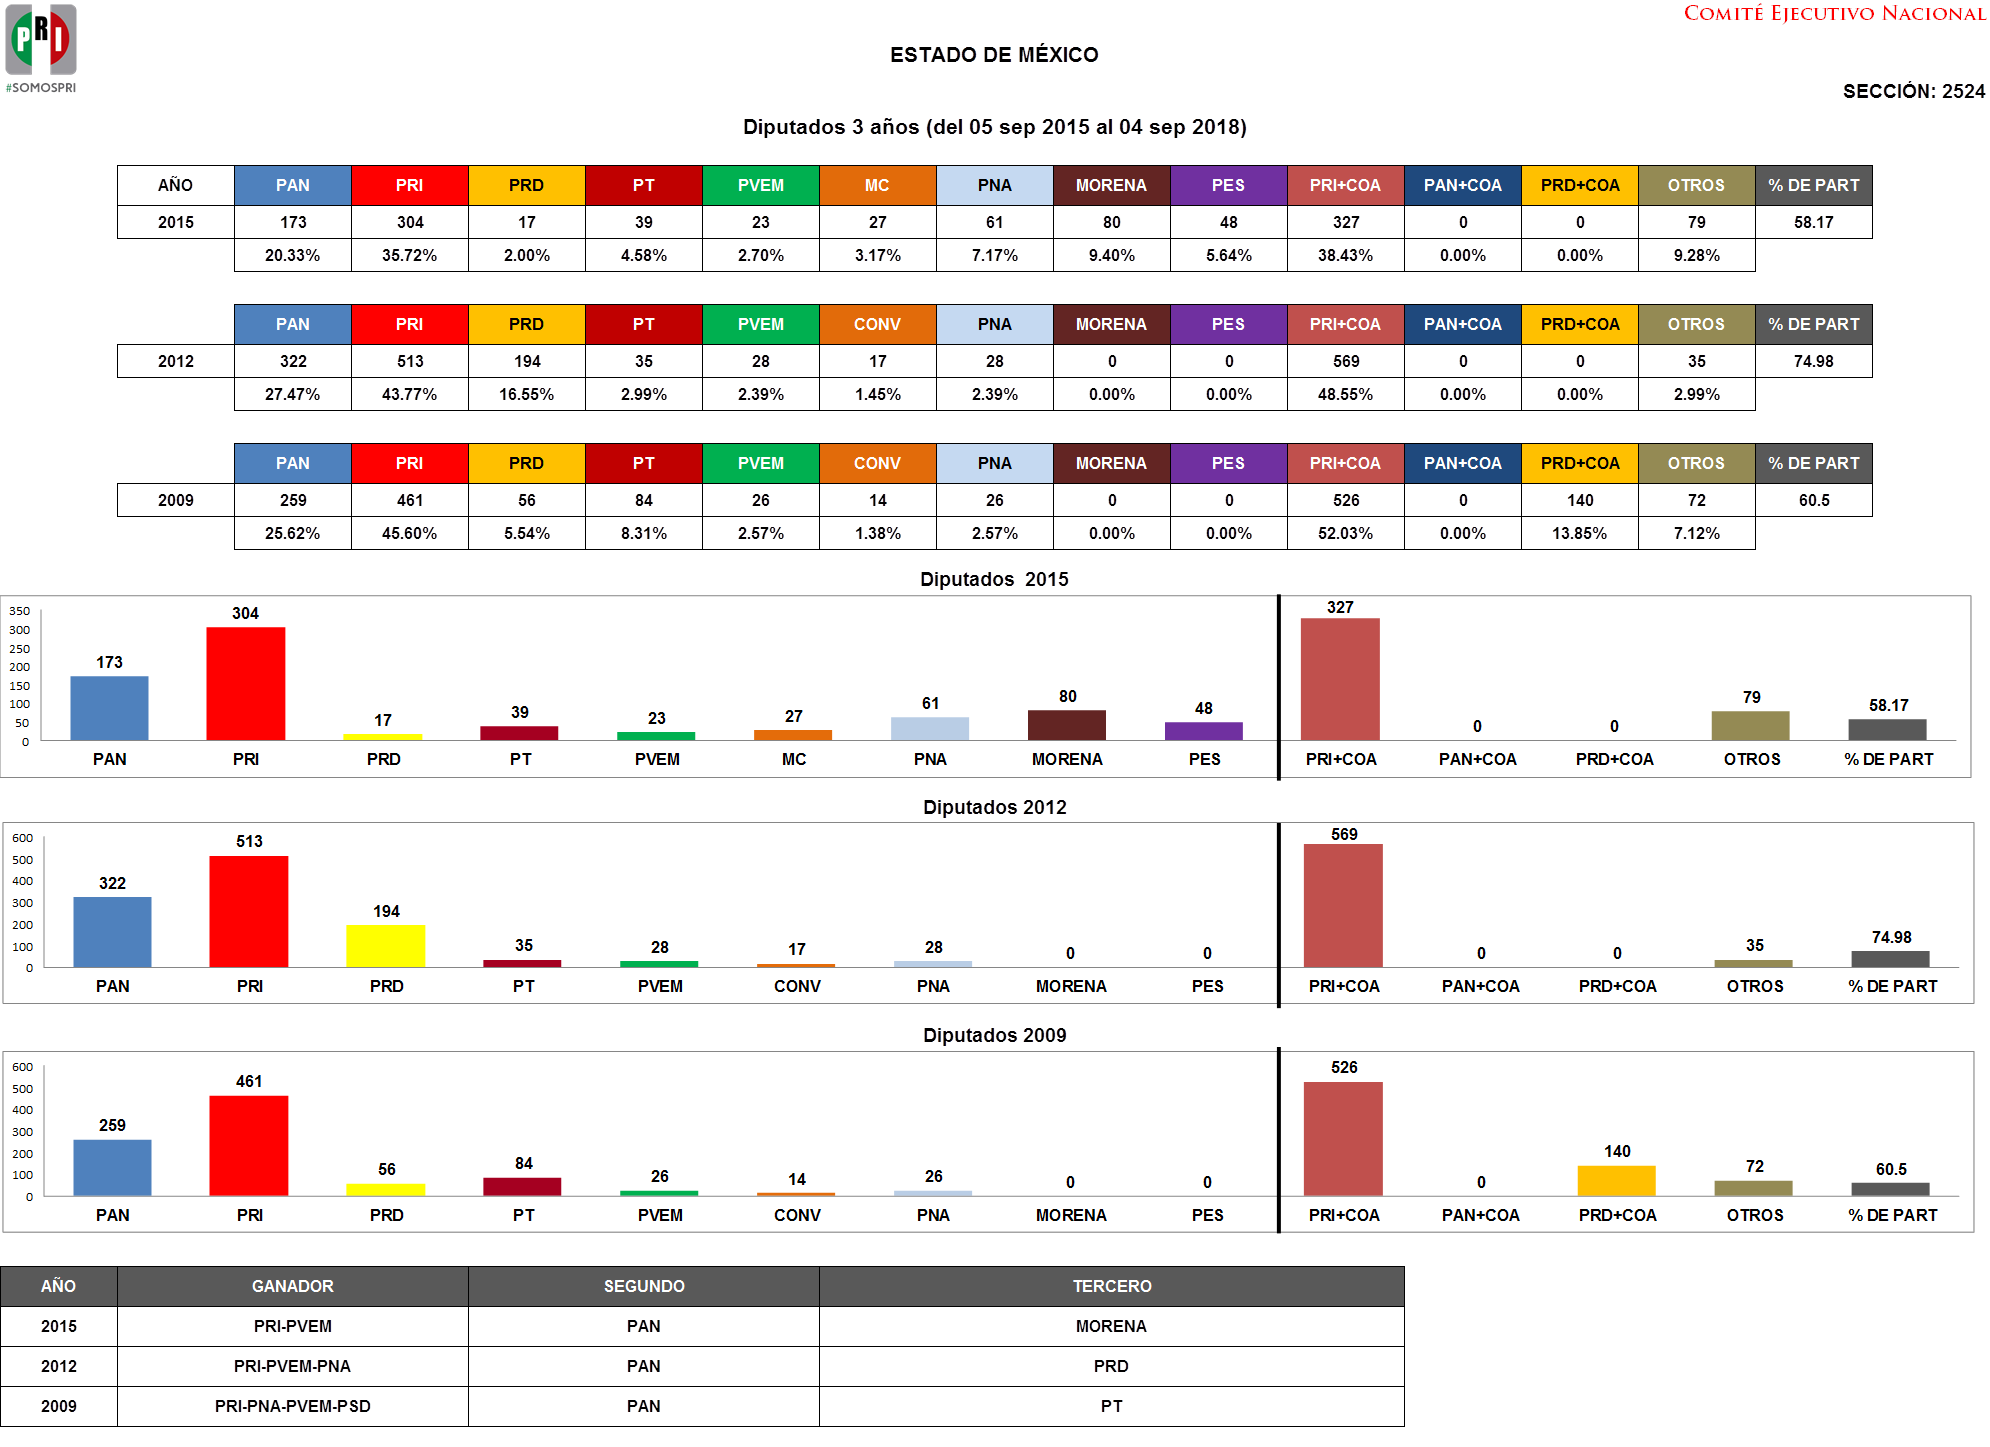 PRI
#SOMOSPRI
COMITÉ EJECUTIVO NACIONAL
ESTADO DE MÉXICO
SECCIÓN: 2524
Diputados 3 años (del 05 sep 2015 al 04 sep 2018)
AÑO PAN PRI PRD PT PVEM MC PNA MORENA PES PRI+COA PAN+COA PRD+COA OTROS % DE PART
2015 173 304 17 39 23 27 61 80 48 327 0 0 79 58.17
20.33% 35.72% 2.00% 4.58% 2.70% 3.17% 7.17% 9.40% 5.64% 38.43% 0.00% 0.00% 9.28%
PAN PRI PRD PT PVEM CONV PNA MORENA PES PRI+COA PAN+COA PRD+COA OTROS % DE PART
2012 322 513 194 35 28 17 28 0 0 569 0 0 35 74.98
27.47% 43.77% 16.55% 2.99% 2.39% 1.45% 2.39% 0.00% 0.00% 48.55% 0.00% 0.00% 2.99%
PAN PRI PRD PT PVEM CONV PNA MORENA PES PRI+COA PAN+COA PRD+COA OTROS % DE PART
2009 259 461 56 84 26 14 26 0 0 526 0 140 72 60.5
25.62% 45.60% 5.54% 8.31% 2.57% 1.38% 2.57% 0.00% 0.00% 52.03% 0.00% 13.85% 7.12%
Diputados 2015
350
300
250
200
150
100
50
0
173 304 17 39 23 27 61 80 48 327 0 0 79 58.17
PAN PRI PRD PT PVEM MC PNA MORENA PES PRI+COA PAN+COA PRD+COA OTROS % DE PART
Diputados 2012
600
500
400
300
200
100
0
322 513 194 35 28 17 28 0 0 569 0 0 35 74.98
PAN PRI PRD PT PVEM CONV PNA MORENA PES PRI+COA PAN+COA PRD+COA OTROS % DE PART
Diputados 2009
600
500
400
300
200
100
0
259 461 56 84 26 14 26 0 0 526 0 140 72 60.5
PAN PRI PRD PT PVEM CONV PNA MORENA PES PRI+COA PAN+COA PRD+COA OTROS % DE PART
AÑO GANADOR SEGUNDO TERCERO
2015 PRI-PVEM PAN MORENA
2012 PRI-PVEM-PNA PAN PRD
2009 PRI-PNA-PVEM-PSD PAN PT